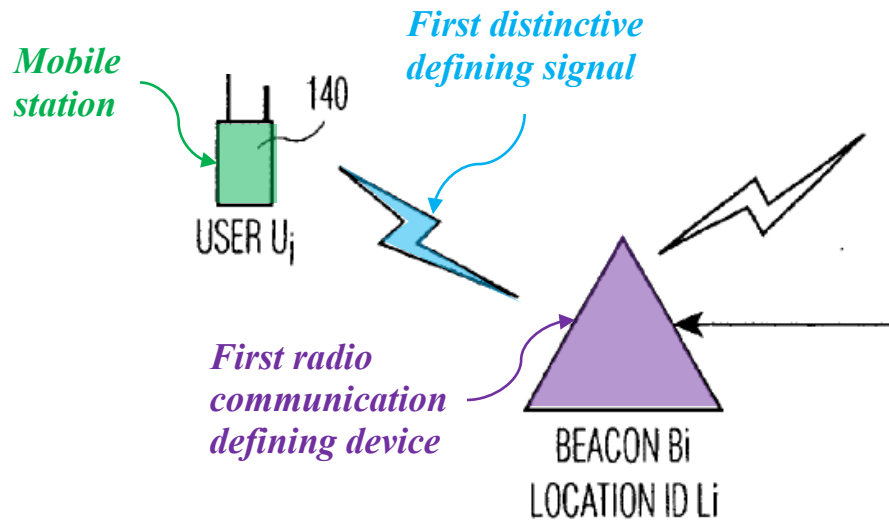 First distinctive
defining signal
Mobile
station
140
USER Uj
First radio
communication
defining device
BEACON Bi
LOCATION ID Li